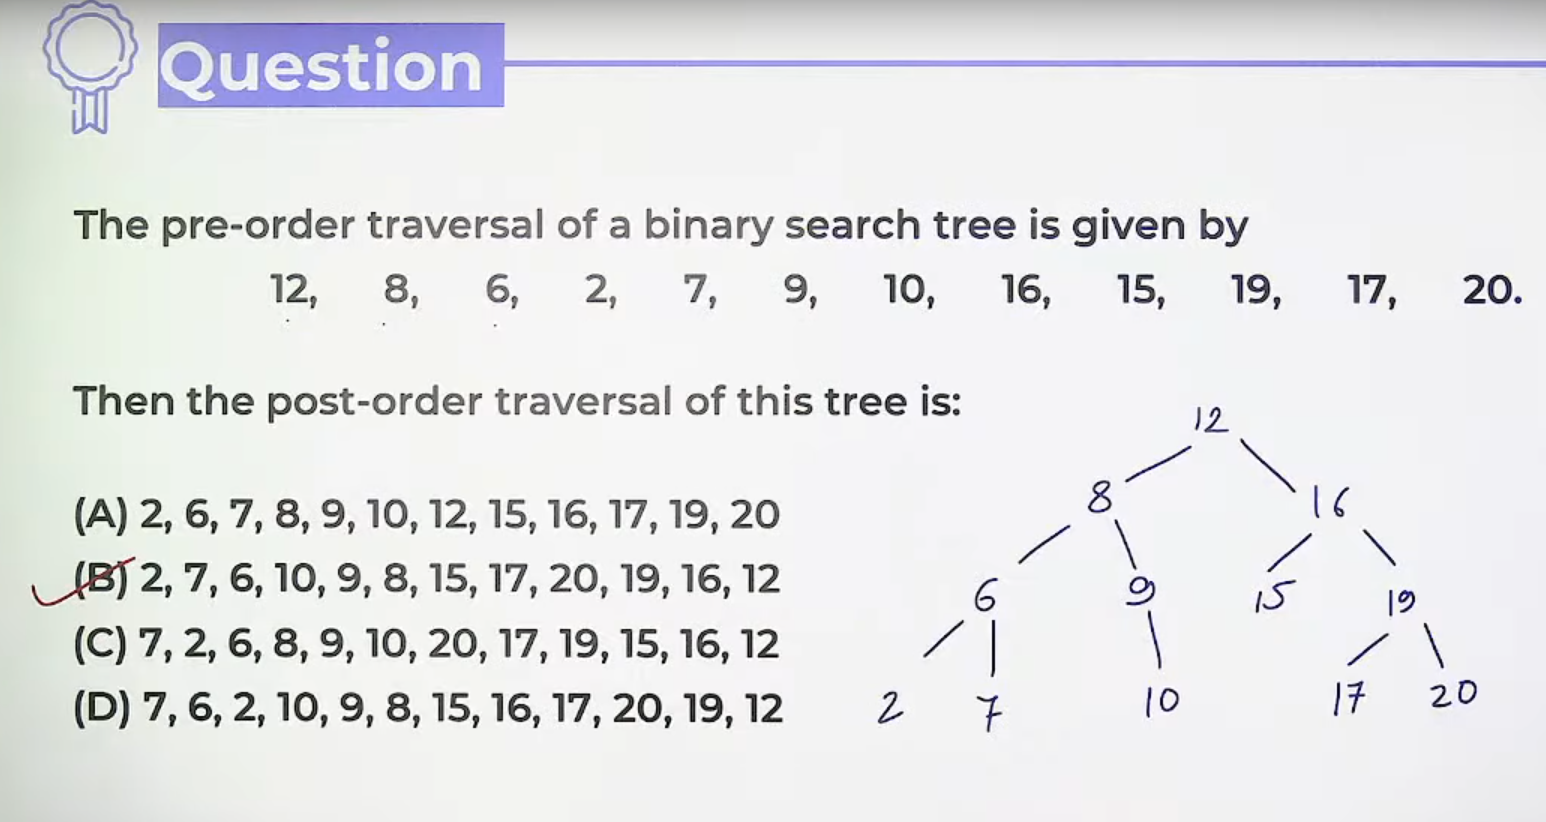 Question
The pre-order traversal of a binary search tree is given by
12, 8, 6, 2, 7, 9, 10, 16, 15, 19, 17, 20.
Then the post-order traversal of this tree is:
(A) 2, 6, 7, 8, 9, 10, 12, 15, 16, 17, 19, 20
(B) 2, 7, 6, 10, 9, 8, 15, 17, 20, 19, 16, 12
(C) 7, 2, 6, 8, 9, 10, 20, 17, 19, 15, 16, 12
(D) 7, 6, 2, 10, 9, 8, 15, 16, 17, 20, 19, 12
12
8 16
6 9 15 19
2 7 10 17 20